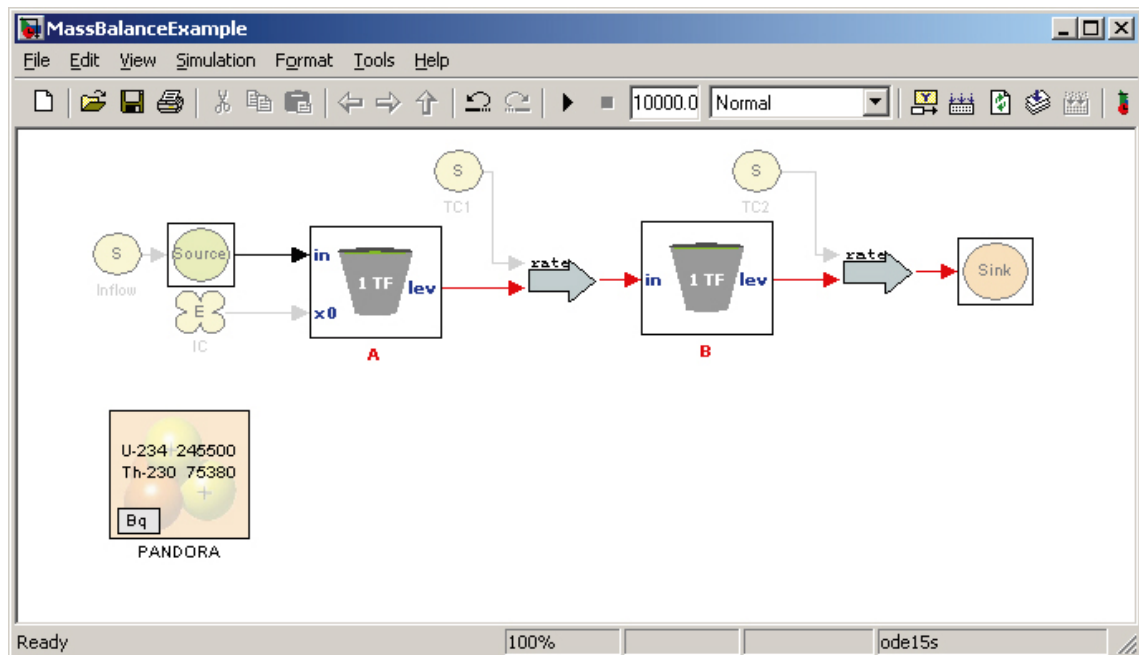 MassBalanceExample
File Edit View Simulation Format Tools Help
10000.0 Normal
S
TC1
S
TC2
S
Inflow
Source
E
IC
in
x0
1 TF
lev
A
rate
in
1 TF
lev
B
rate
Sink
U-234 245500
Th-230 75380
Bq
PANDORA
Ready 100% ode15s